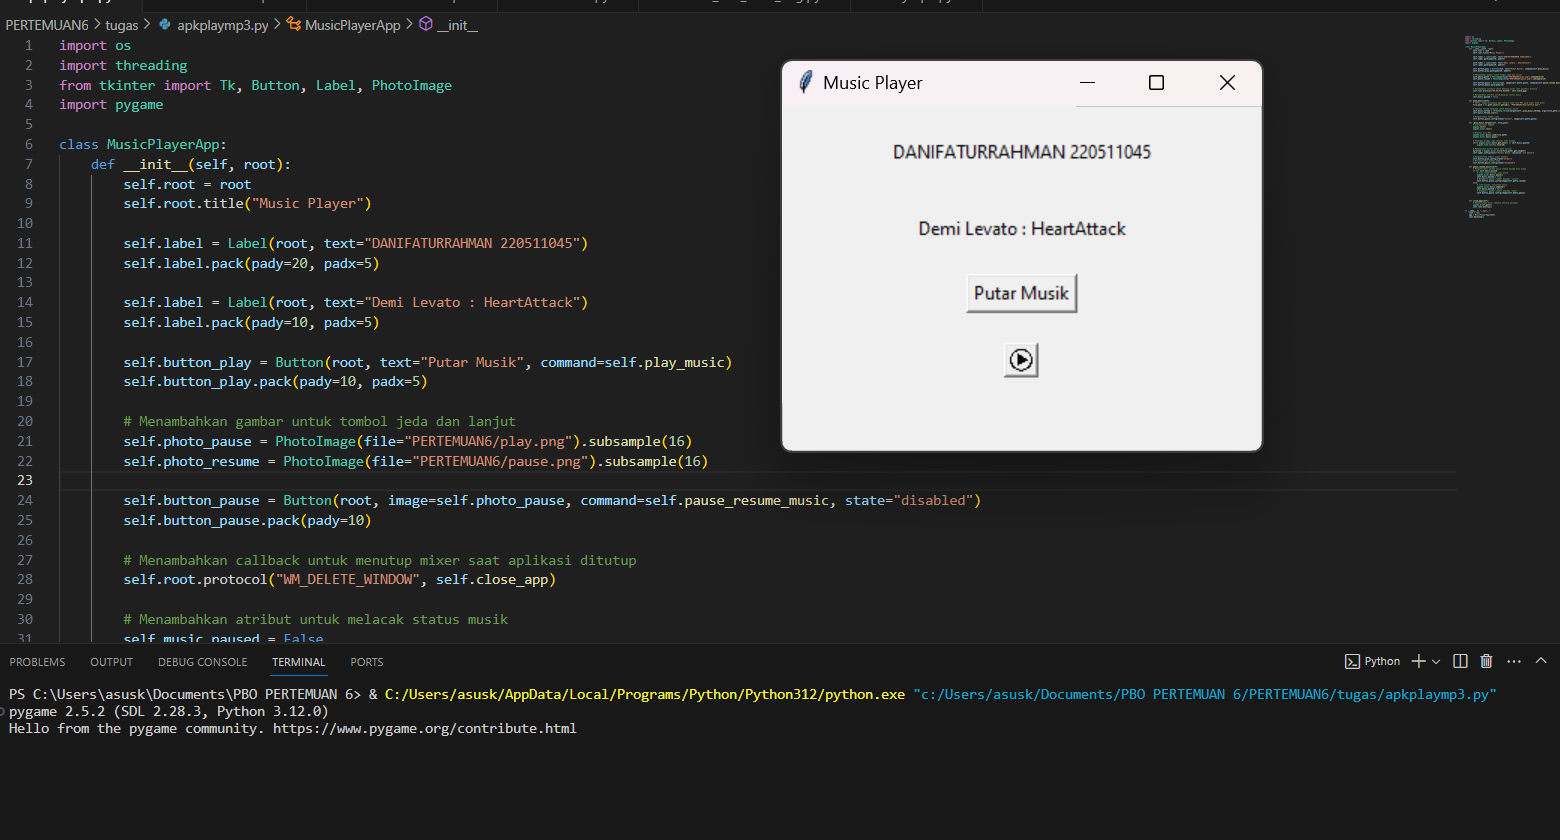 PERTEMUAN6 > tugas > apkplaymp3.py > MusicPlayerApp > __init__
1 import os
2 import threading
3 from tkinter import Tk, Button, Label, PhotoImage
4 import pygame
5
6 class MusicPlayerApp:
7 def __init__(self, root):
8 self.root = root
9 self.root.title("Music Player")
10
11 self.label = Label(root, text="DANIFATURRAHMAN 220511045")
12 self.label.pack(pady=20, padx=5)
13
14 self.label = Label(root, text="Demi Levato : HeartAttack")
15 self.label.pack(pady=10, padx=5)
16
17 self.button_play = Button(root, text="Putar Musik", command=self.play_music)
18 self.button_play.pack(pady=10, padx=5)
19
20 # Menambahkan gambar untuk tombol jeda dan lanjut
21 self.photo_pause = PhotoImage(file="PERTEMUAN6/play.png").subsample(16)
22 self.photo_resume = PhotoImage(file="PERTEMUAN6/pause.png").subsample(16)
23
24 self.button_pause = Button(root, image=self.photo_pause, command=self.pause_resume_music, state="disabled")
25 self.button_pause.pack(pady=10)
26
27 # Menambahkan callback untuk menutup mixer saat aplikasi ditutup
28 self.root.protocol("WM_DELETE_WINDOW", self.close_app)
29
30 # Menambahkan atribut untuk melacak status musik
31 self.music_paused = False
Music Player
DANIFATURRAHMAN 220511045
Demi Levato : HeartAttack
Putar Musik
PROBLEMS OUTPUT DEBUG CONSOLE TERMINAL PORTS
Python
PS C:\Users\asusk\Documents\PBO PERTEMUAN 6> & C:/Users/asusk/AppData/Local/Programs/Python/Python312/python.exe "c:/Users/asusk/Documents/PBO PERTEMUAN 6/PERTEMUAN6/tugas/apkplaymp3.py"
pygame 2.5.2 (SDL 2.28.3, Python 3.12.0)
Hello from the pygame community. https://www.pygame.org/contribute.html